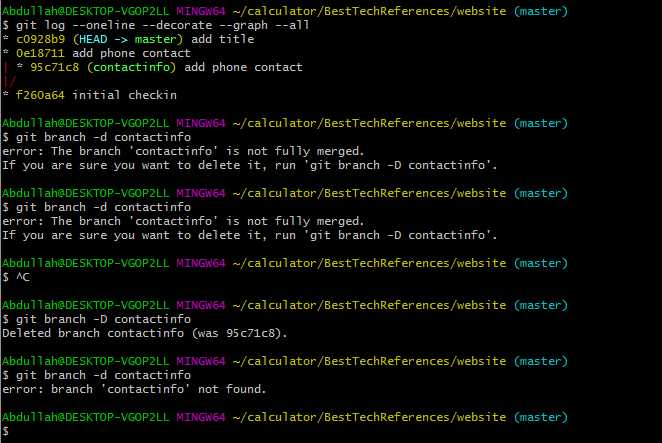 Abdullah@DESKTOP-VGOP2LL MINGW64 ~/calculator/BestTechReferences/website (master)
$ git log --oneline --decorate --graph --all
* c0928b9 (HEAD -> master) add title
* 0e18711 add phone contact
| * 95c71c8 (contactinfo) add phone contact
|/
* f260a64 initial checkin
Abdullah@DESKTOP-VGOP2LL MINGW64 ~/calculator/BestTechReferences/website (master)
$ git branch -d contactinfo
error: The branch 'contactinfo' is not fully merged.
If you are sure you want to delete it, run 'git branch -D contactinfo'.
Abdullah@DESKTOP-VGOP2LL MINGW64 ~/calculator/BestTechReferences/website (master)
$ git branch -d contactinfo
error: The branch 'contactinfo' is not fully merged.
If you are sure you want to delete it, run 'git branch -D contactinfo'.
Abdullah@DESKTOP-VGOP2LL MINGW64 ~/calculator/BestTechReferences/website (master)
$ ^C
Abdullah@DESKTOP-VGOP2LL MINGW64 ~/calculator/BestTechReferences/website (master)
$ git branch -D contactinfo
Deleted branch contactinfo (was 95c71c8).
Abdullah@DESKTOP-VGOP2LL MINGW64 ~/calculator/BestTechReferences/website (master)
$ git branch -d contactinfo
error: branch 'contactinfo' not found.
Abdullah@DESKTOP-VGOP2LL MINGW64 ~/calculator/BestTechReferences/website (master)
$